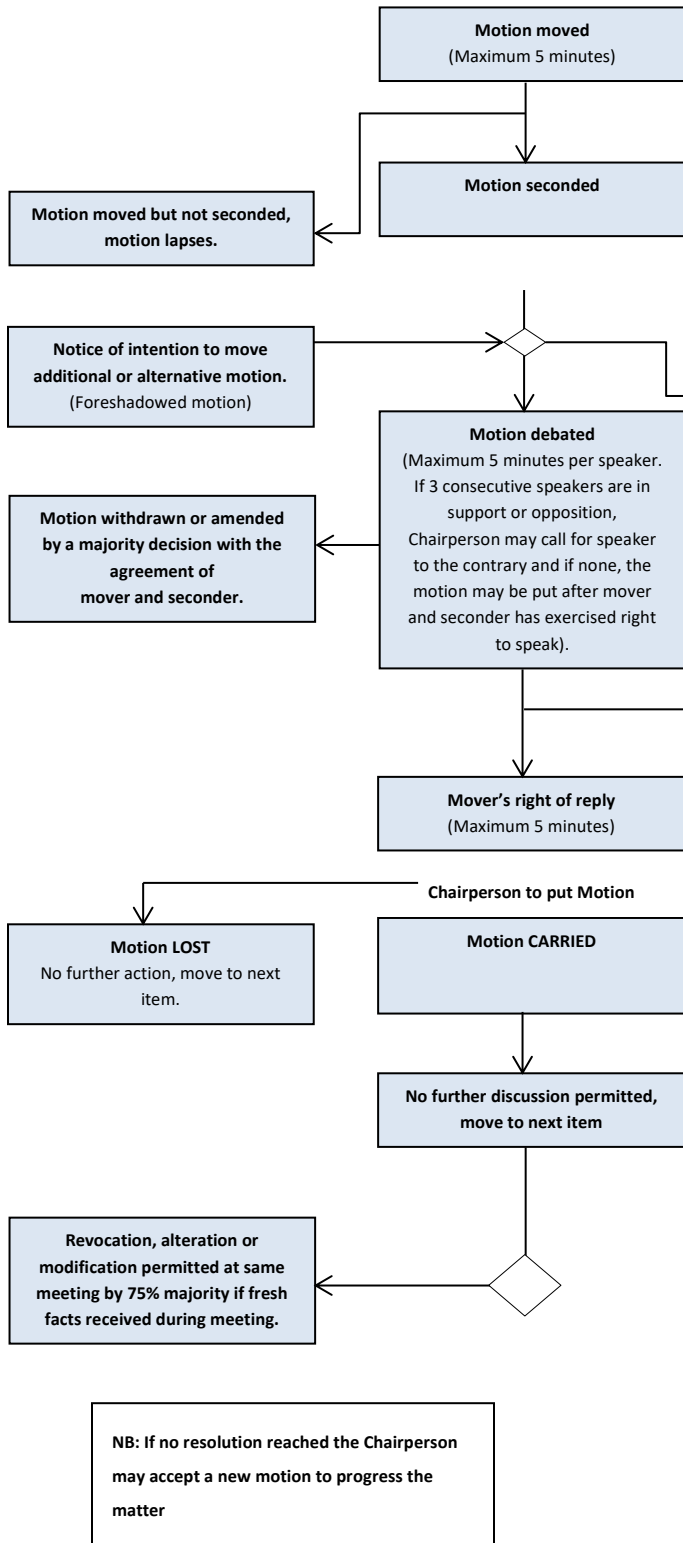 Motion moved
(Maximum 5 minutes)
Motion seconded
Motion moved but not seconded,
motion lapses.
Notice of intention to move
additional or alternative motion.
(Foreshadowed motion)
Motion debated
(Maximum 5 minutes per speaker.
If 3 consecutive speakers are in
support or opposition,
Chairperson may call for speaker
to the contrary and if none, the
motion may be put after mover
and seconder has exercised right
to speak).
Motion withdrawn or amended
by a majority decision with the
agreement of
mover and seconder.
Mover’s right of reply
(Maximum 5 minutes)
Chairperson to put Motion
Motion LOST
No further action, move to next
item.
Motion CARRIED
No further discussion permitted,
move to next item
Revocation, alteration or
modification permitted at same
meeting by 75% majority if fresh
facts received during meeting.
NB: If no resolution reached the Chairperson
may accept a new motion to progress the
matter